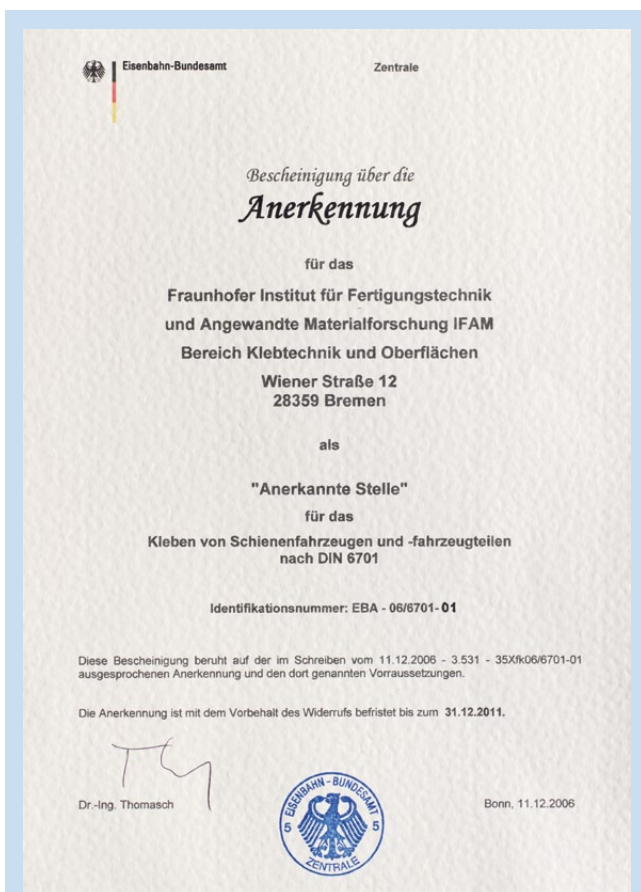 Eisenbahn-Bundesamt
Zentrale
Bescheinigung über die
Anerkennung
für das
Fraunhofer Institut für Fertigungstechnik
und Angewandte Materialforschung IFAM
Bereich Klebtechnik und Oberflächen
Wiener Straße 12
28359 Bremen
als
"Anerkannte Stelle"
für das
Kleben von Schienenfahrzeugen und -fahrzeugteilen
nach DIN 6701
Identifikationsnummer: EBA - 06/6701-01
Diese Bescheinigung beruht auf der im Schreiben vom 11.12.2006 - 3.531 - 35Xfk06/6701-01
ausgesprochenen Anerkennung und den dort genannten Vorraussetzungen.
Die Anerkennung ist mit dem Vorbehalt des Widerrufs befristet bis zum 31.12.2011.
Dr.-Ing. Thomasch
EISENBAHN-BUNDESAMT
5 5
ZENTRALE
Bonn, 11.12.2006